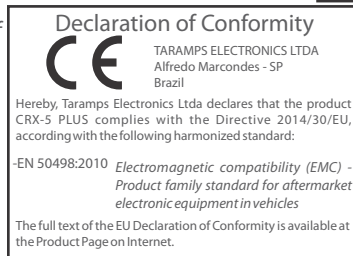 Declaration of Conformity
CE
TARAMPS ELECTRONICS LTDA
Alfredo Marcondes - SP
Brazil
Hereby, Taramps Electronics Ltda declares that the product
CRX-5 PLUS complies with the Directive 2014/30/EU,
according with the following harmonized standard:
-EN 50498:2010 Electromagnetic compatibility (EMC) -
Product family standard for aftermarket
electronic equipment in vehicles
The full text of the EU Declaration of Conformity is available at
the Product Page on Internet.